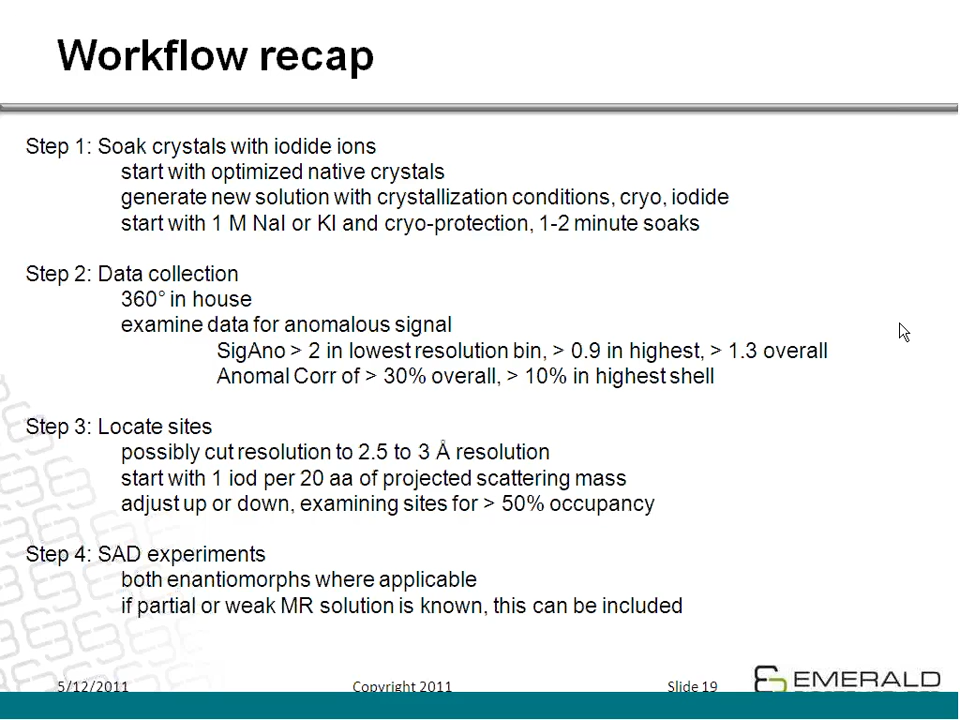 Workflow recap
Step 1: Soak crystals with iodide ions
start with optimized native crystals
generate new solution with crystallization conditions, cryo, iodide
start with 1 M NaI or KI and cryo-protection, 1-2 minute soaks
Step 2: Data collection
360° in house
examine data for anomalous signal
SigAno > 2 in lowest resolution bin, > 0.9 in highest, > 1.3 overall
Anomal Corr of > 30% overall, > 10% in highest shell
Step 3: Locate sites
possibly cut resolution to 2.5 to 3 Å resolution
start with 1 iod per 20 aa of projected scattering mass
adjust up or down, examining sites for > 50% occupancy
Step 4: SAD experiments
both enantiomorphs where applicable
if partial or weak MR solution is known, this can be included
5/12/2011 Copyright 2011 Slide 19 EMERALD